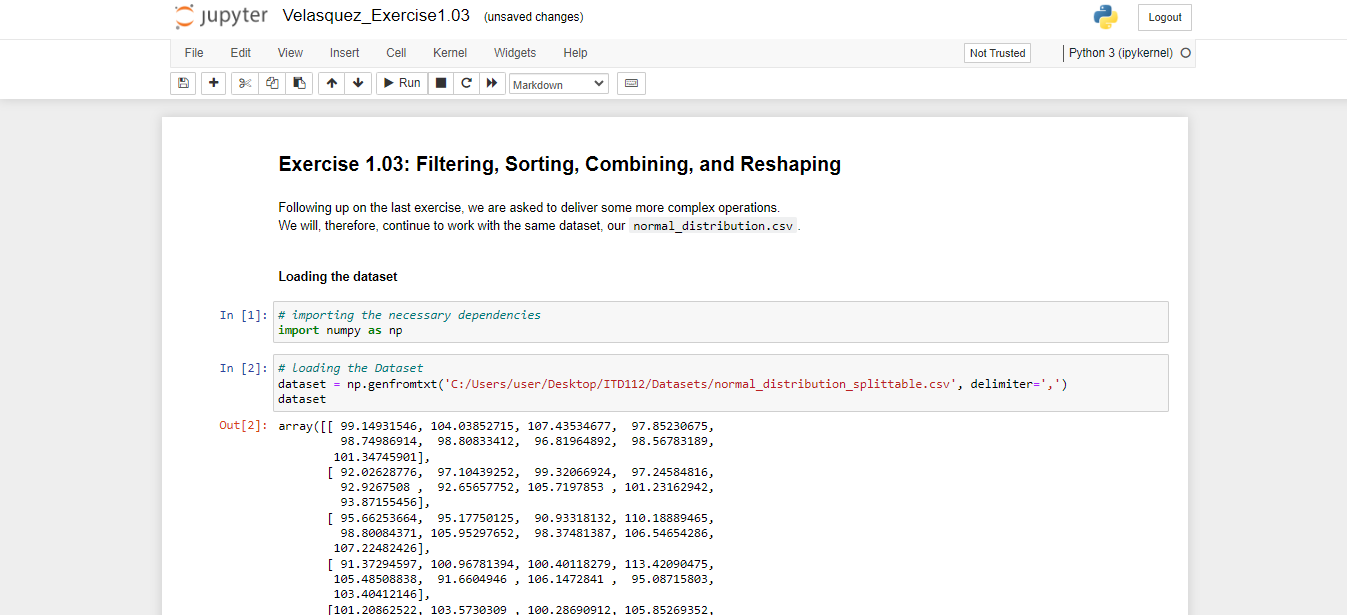 jupyter Velasquez_Exercise1.03 (unsaved changes) Logout
File Edit View Insert Cell Kernel Widgets Help Not Trusted Python 3 (ipykernel)
Run Markdown
Exercise 1.03: Filtering, Sorting, Combining, and Reshaping
Following up on the last exercise, we are asked to deliver some more complex operations.
We will, therefore, continue to work with the same dataset, our normal_distribution.csv .
Loading the dataset
In [1]: # importing the necessary dependencies
import numpy as np
In [2]: # loading the Dataset
dataset = np.genfromtxt('C:/Users/user/Desktop/ITD112/Datasets/normal_distribution_splittable.csv', delimiter=',')
dataset
Out[2]: array([[ 99.14931546, 104.03852715, 107.43534677, 97.85230675,
98.74986914, 98.80833412, 96.81964892, 98.56783189,
101.34745901],
[ 92.02628776, 97.10439252, 99.32066924, 97.24584816,
92.9267508 , 92.65657752, 105.7197853 , 101.23162942,
93.87155456],
[ 95.66253664, 95.17750125, 90.93318132, 110.18889465,
98.80084371, 105.95297652, 98.37481387, 106.54654286,
107.22482426],
[ 91.37294597, 100.96781394, 100.40118279, 113.42090475,
105.48508838, 91.6604946 , 106.1472841 , 95.08715803,
103.40412146],
[101.20862522, 103.5730309 , 100.28690912, 105.85269352,